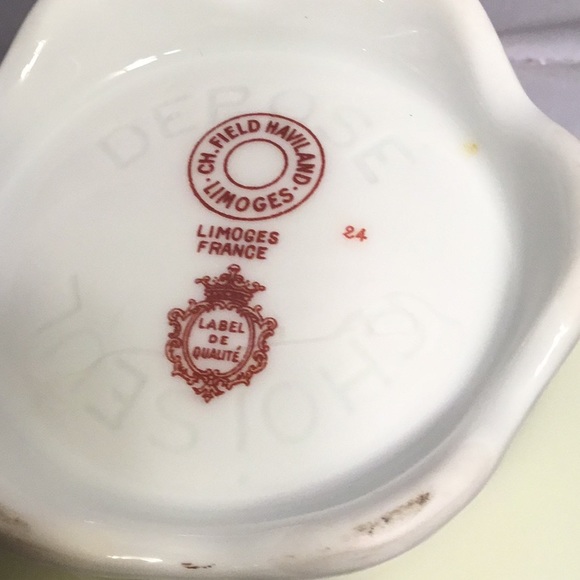 DEPOSE
CH. FIELD HAVILAND
· LIMOGES ·
LIMOGES
FRANCE
24
LABEL
DE
QUALITÉ
CHOISEUL